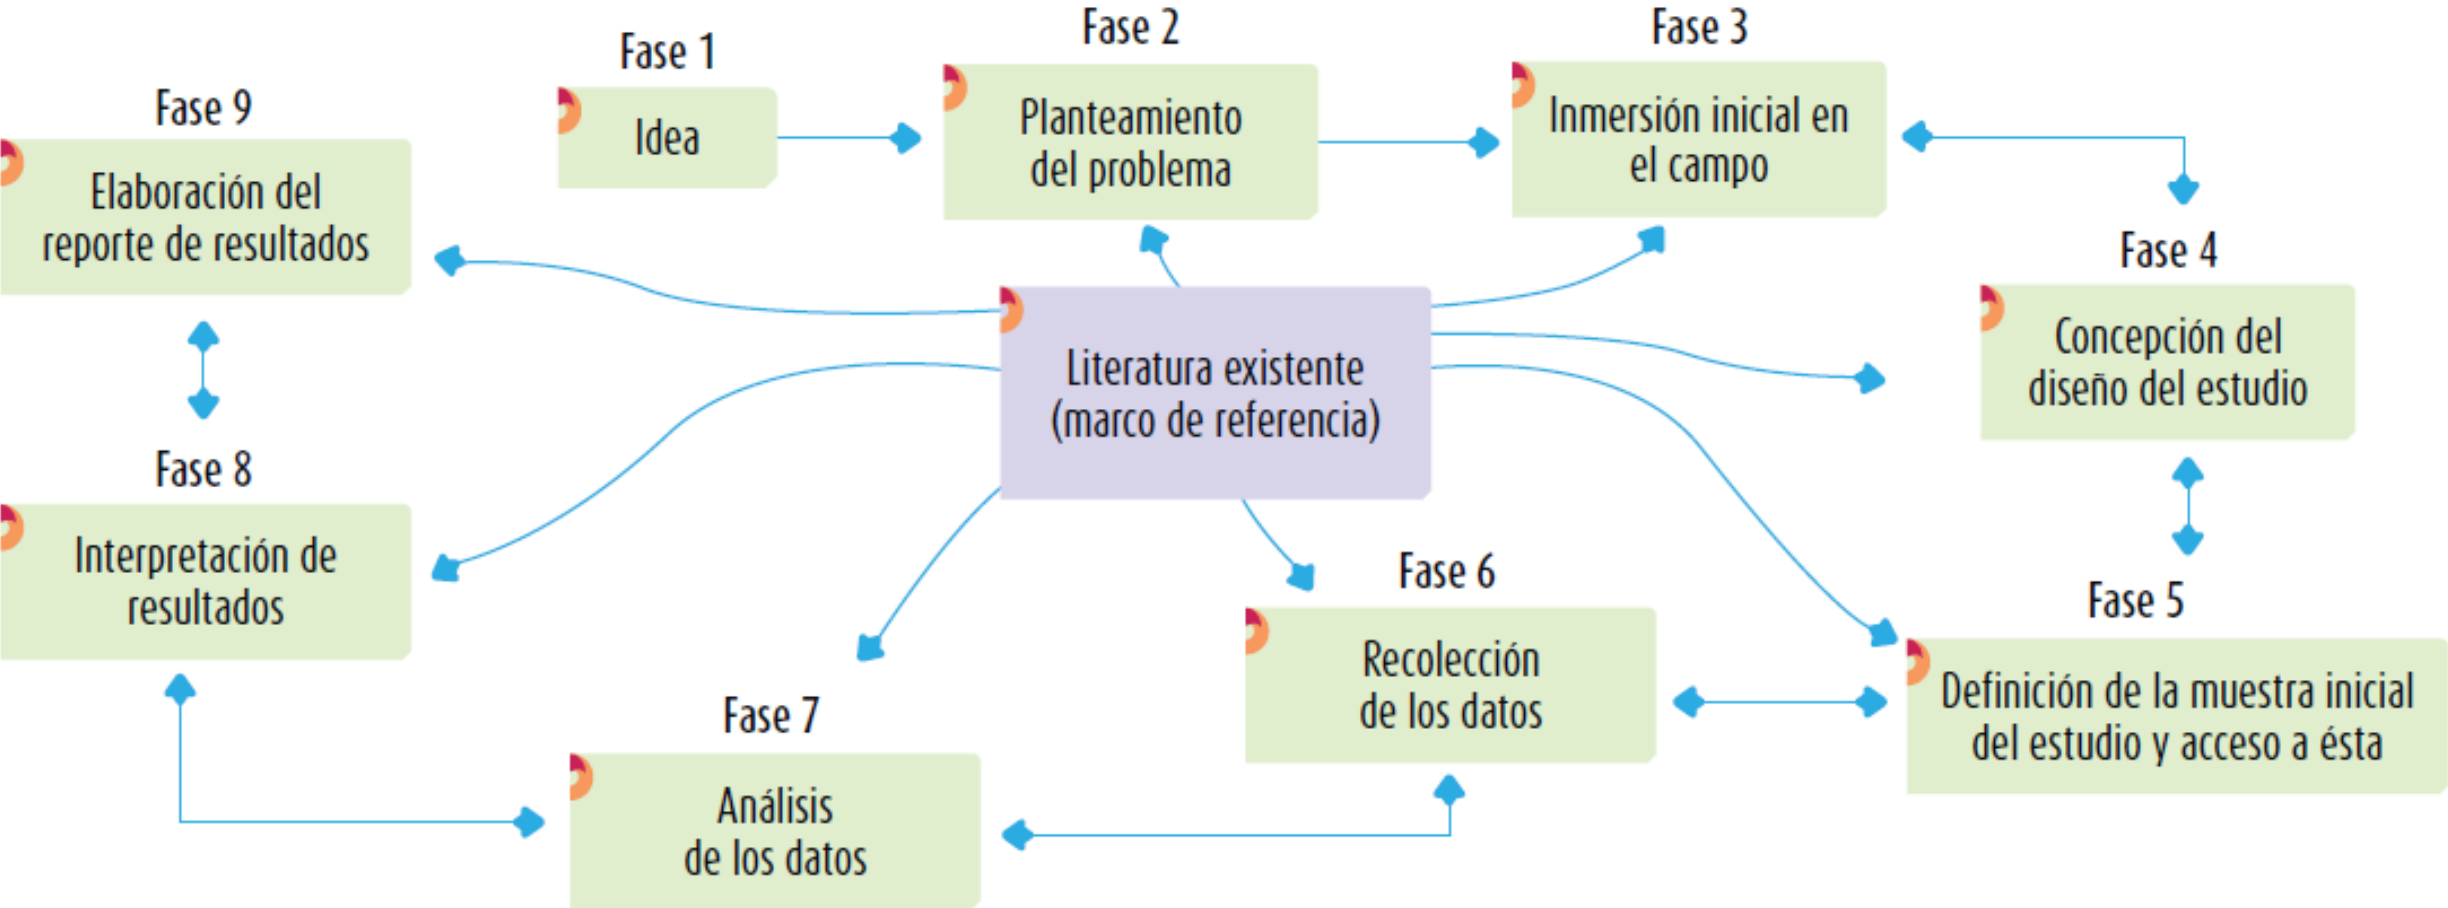 Fase 1
Idea
Fase 2
Planteamiento
del problema
Fase 3
Inmersión inicial en
el campo
Fase 4
Concepción del
diseño del estudio
Fase 5
Definición de la muestra inicial
del estudio y acceso a ésta
Fase 6
Recolección
de los datos
Fase 7
Análisis
de los datos
Fase 8
Interpretación de
resultados
Fase 9
Elaboración del
reporte de resultados
Literatura existente
(marco de referencia)